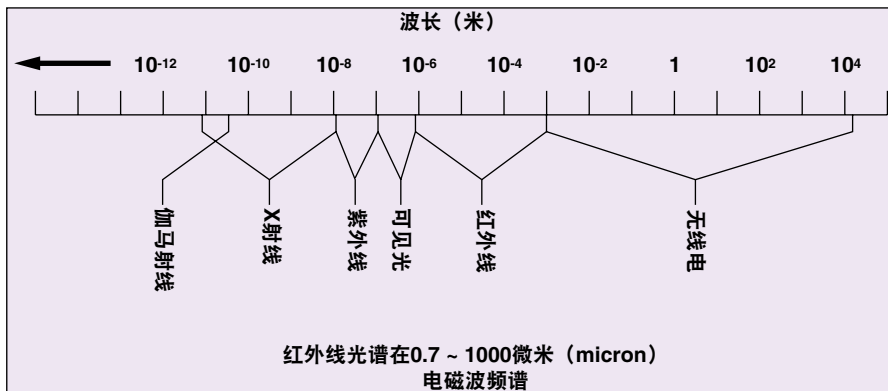 波长（米）
10⁻¹² 10⁻¹⁰ 10⁻⁸ 10⁻⁶ 10⁻⁴ 10⁻² 1 10² 10⁴
伽马射线
X射线
紫外线
可见光
红外线
无线电
红外线光谱在0.7 ~ 1000微米（micron）
电磁波频谱